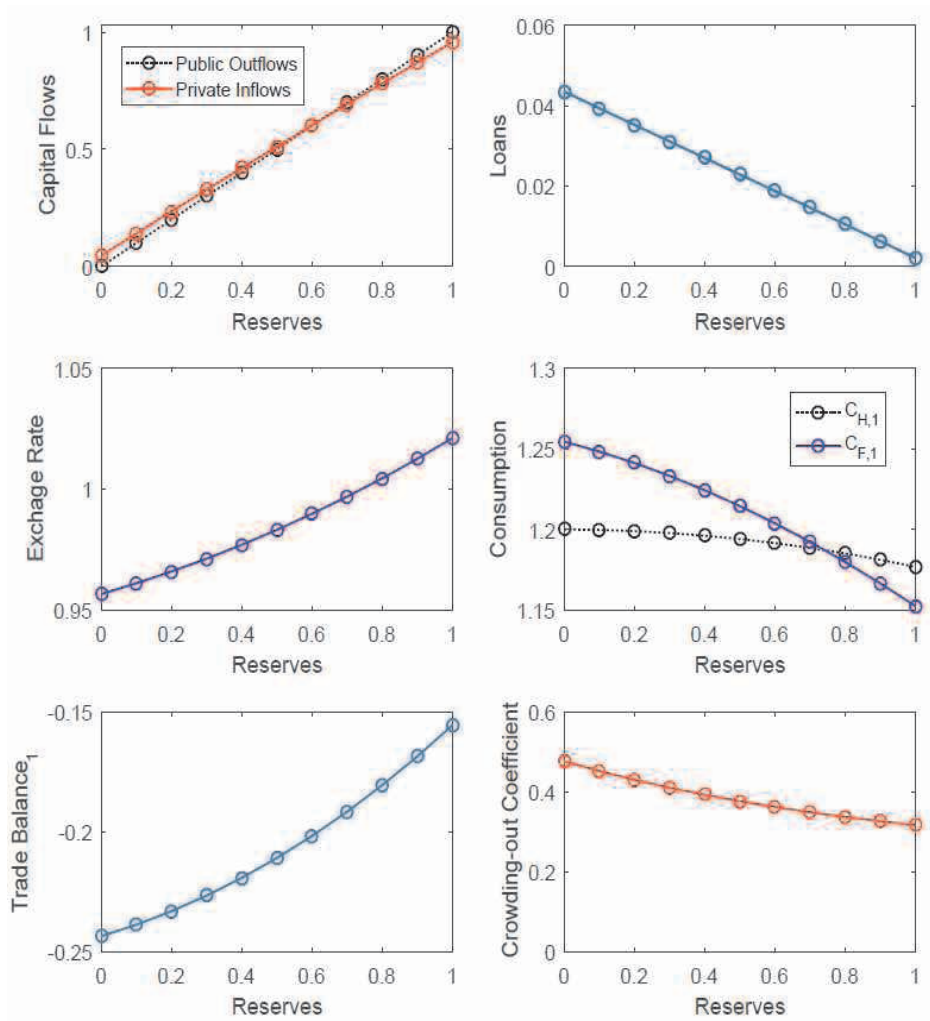 Capital Flows
1
0.5
0
Public Outflows
Private Inflows
0 0.2 0.4 0.6 0.8 1
Reserves
Loans
0.06
0.04
0.02
0
0 0.2 0.4 0.6 0.8 1
Reserves
Exchage Rate
1.05
1
0.95
0 0.2 0.4 0.6 0.8 1
Reserves
Consumption
1.3
1.25
1.2
1.15
C_{H,1}
C_{F,1}
0 0.2 0.4 0.6 0.8 1
Reserves
Trade Balance_1
-0.15
-0.2
-0.25
0 0.2 0.4 0.6 0.8 1
Reserves
Crowding-out Coefficient
0.6
0.4
0.2
0
0 0.2 0.4 0.6 0.8 1
Reserves